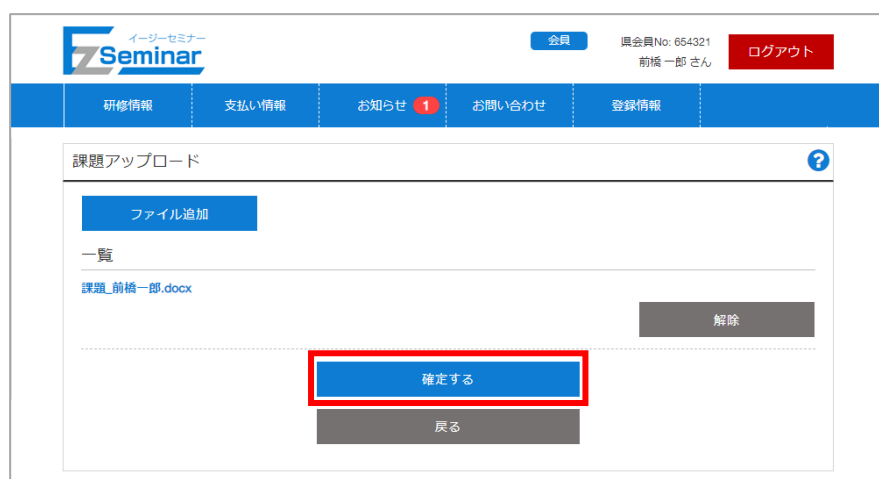 イージーセミナー
Ez Seminar
会員
県会員No: 654321
前橋 一郎 さん
ログアウト
研修情報
支払い情報
お知らせ 1
お問い合わせ
登録情報
課題アップロード
?
ファイル追加
一覧
課題_前橋一郎.docx
解除
確定する
戻る